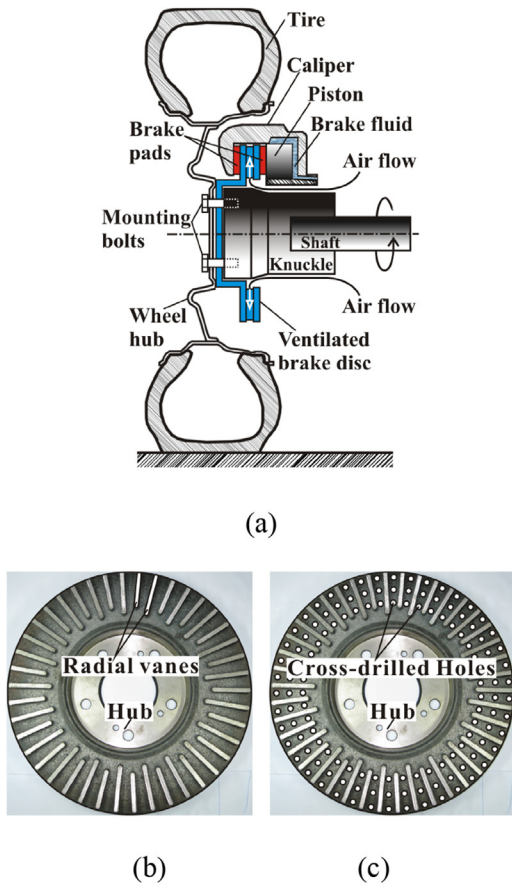 Tire
Caliper
Piston
Brake
pads
Brake fluid
Air flow
Mounting
bolts
Shaft
Knuckle
Air flow
Wheel
hub
Ventilated
brake disc
(a)
Radial vanes
Hub
Cross-drilled Holes
Hub
(b)
(c)